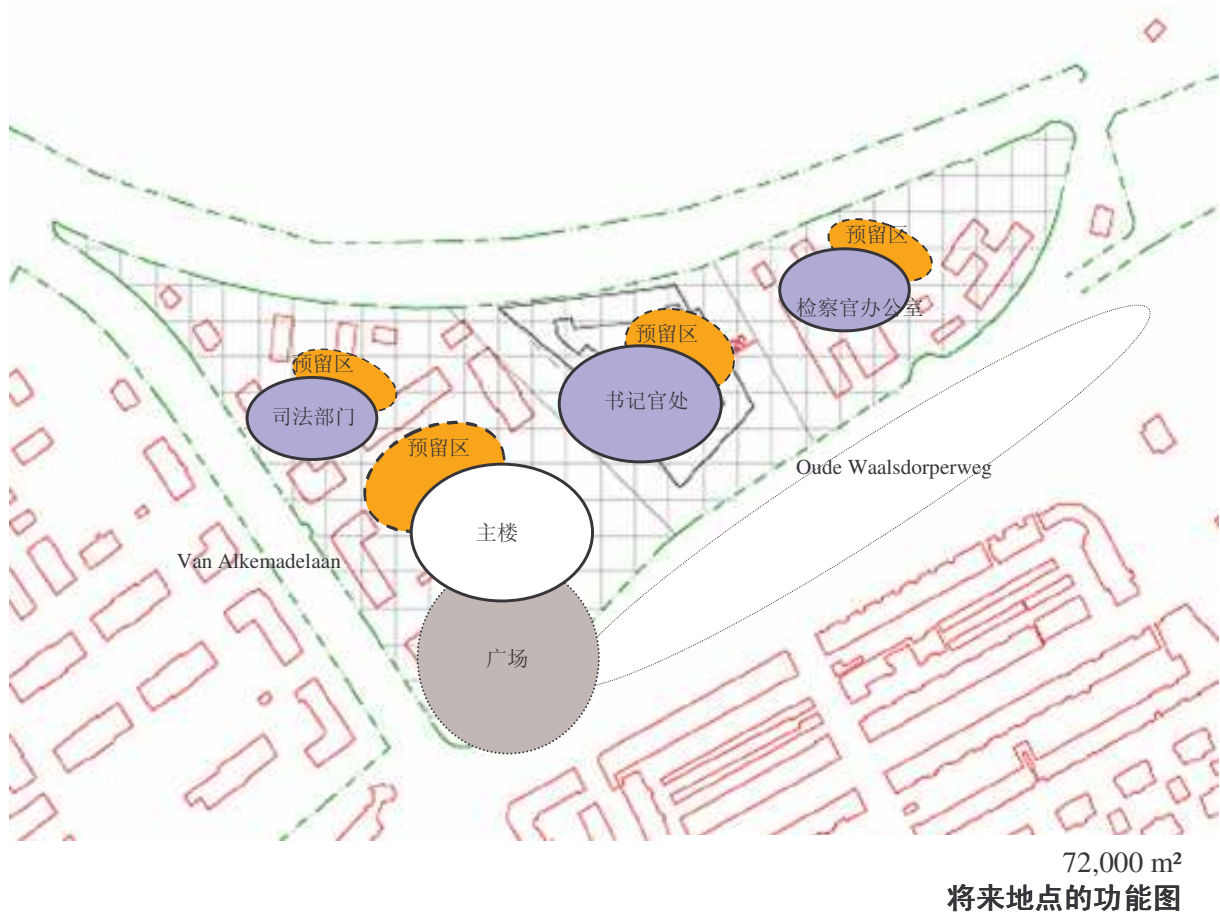 预留区
检察官办公室
预留区
书记官处
预留区
司法部门
预留区
主楼
Oude Waalsdorperweg
Van Alkemadelaan
广场
72,000 m²
将来地点的功能图